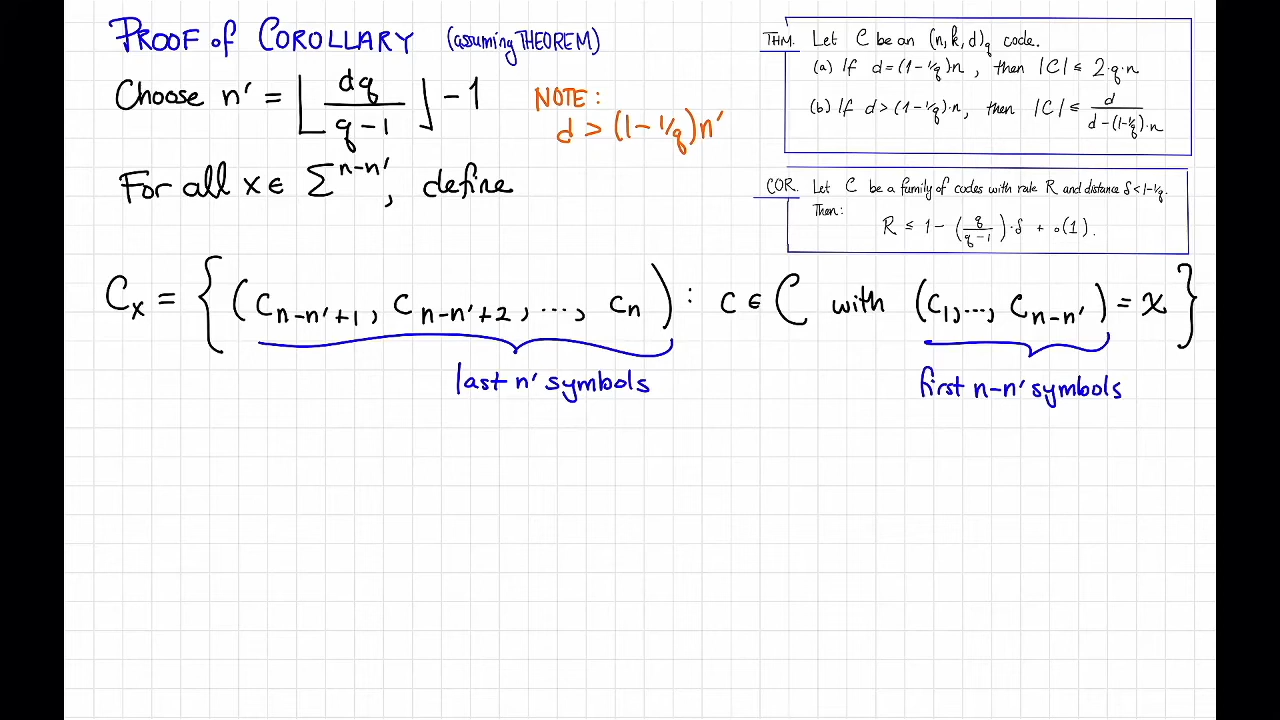 PROOF of COROLLARY (assuming THEOREM)
Choose n' = ⌊ dq / q-1 ⌋ - 1
NOTE:
d > (1-1/q)n'
For all x ∈ Σ^{n-n'}, define
THM. Let C be an (n, k, d)_q code.
(a) If d = (1-1/q)n, then |C| ≤ 2·q·n
(b) If d > (1-1/q)·n, then |C| ≤ d / d-(1-1/q)·n
COR. Let C be a family of codes with rate R and distance δ < 1-1/q.
Then:
R ≤ 1 - (q/q-1)·δ + o(1).
C_x = { (c_{n-n'+1}, c_{n-n'+2}, ..., c_n) : c ∈ C with (c_1,..., c_{n-n'}) = x }
last n' symbols
first n-n' symbols